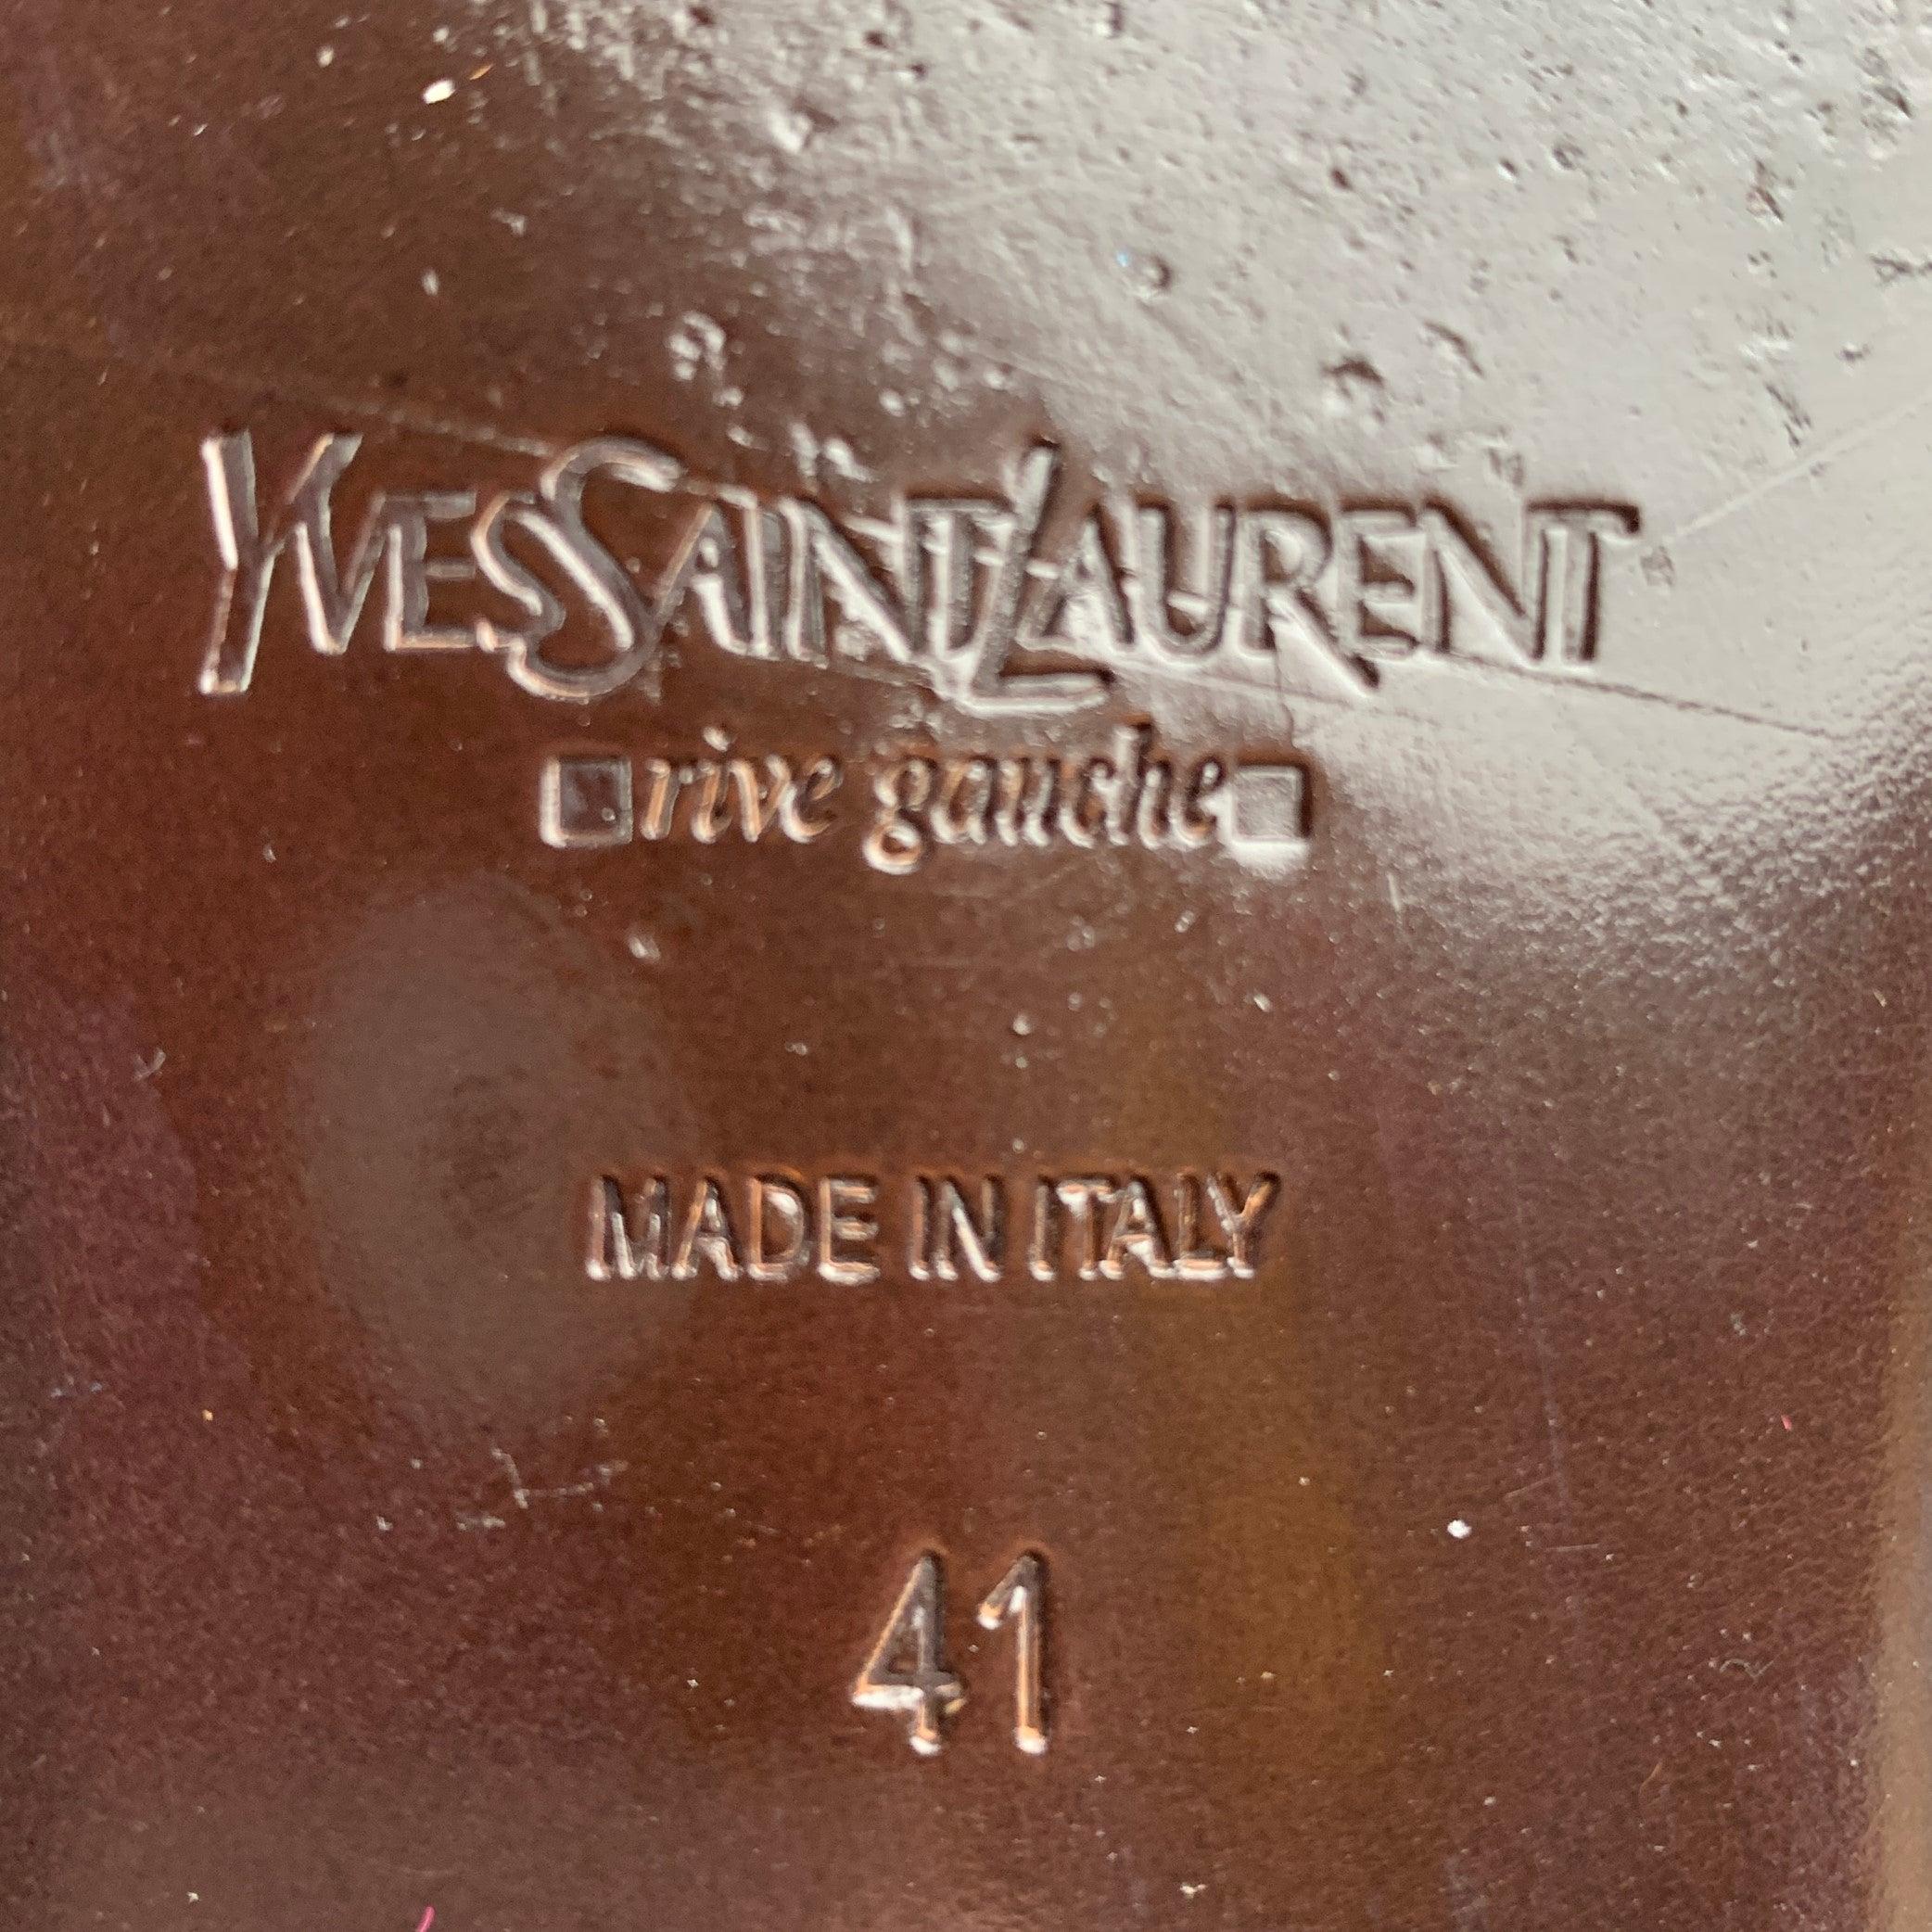 YVESSAINTLAURENT
rive gauche
MADE IN ITALY
41